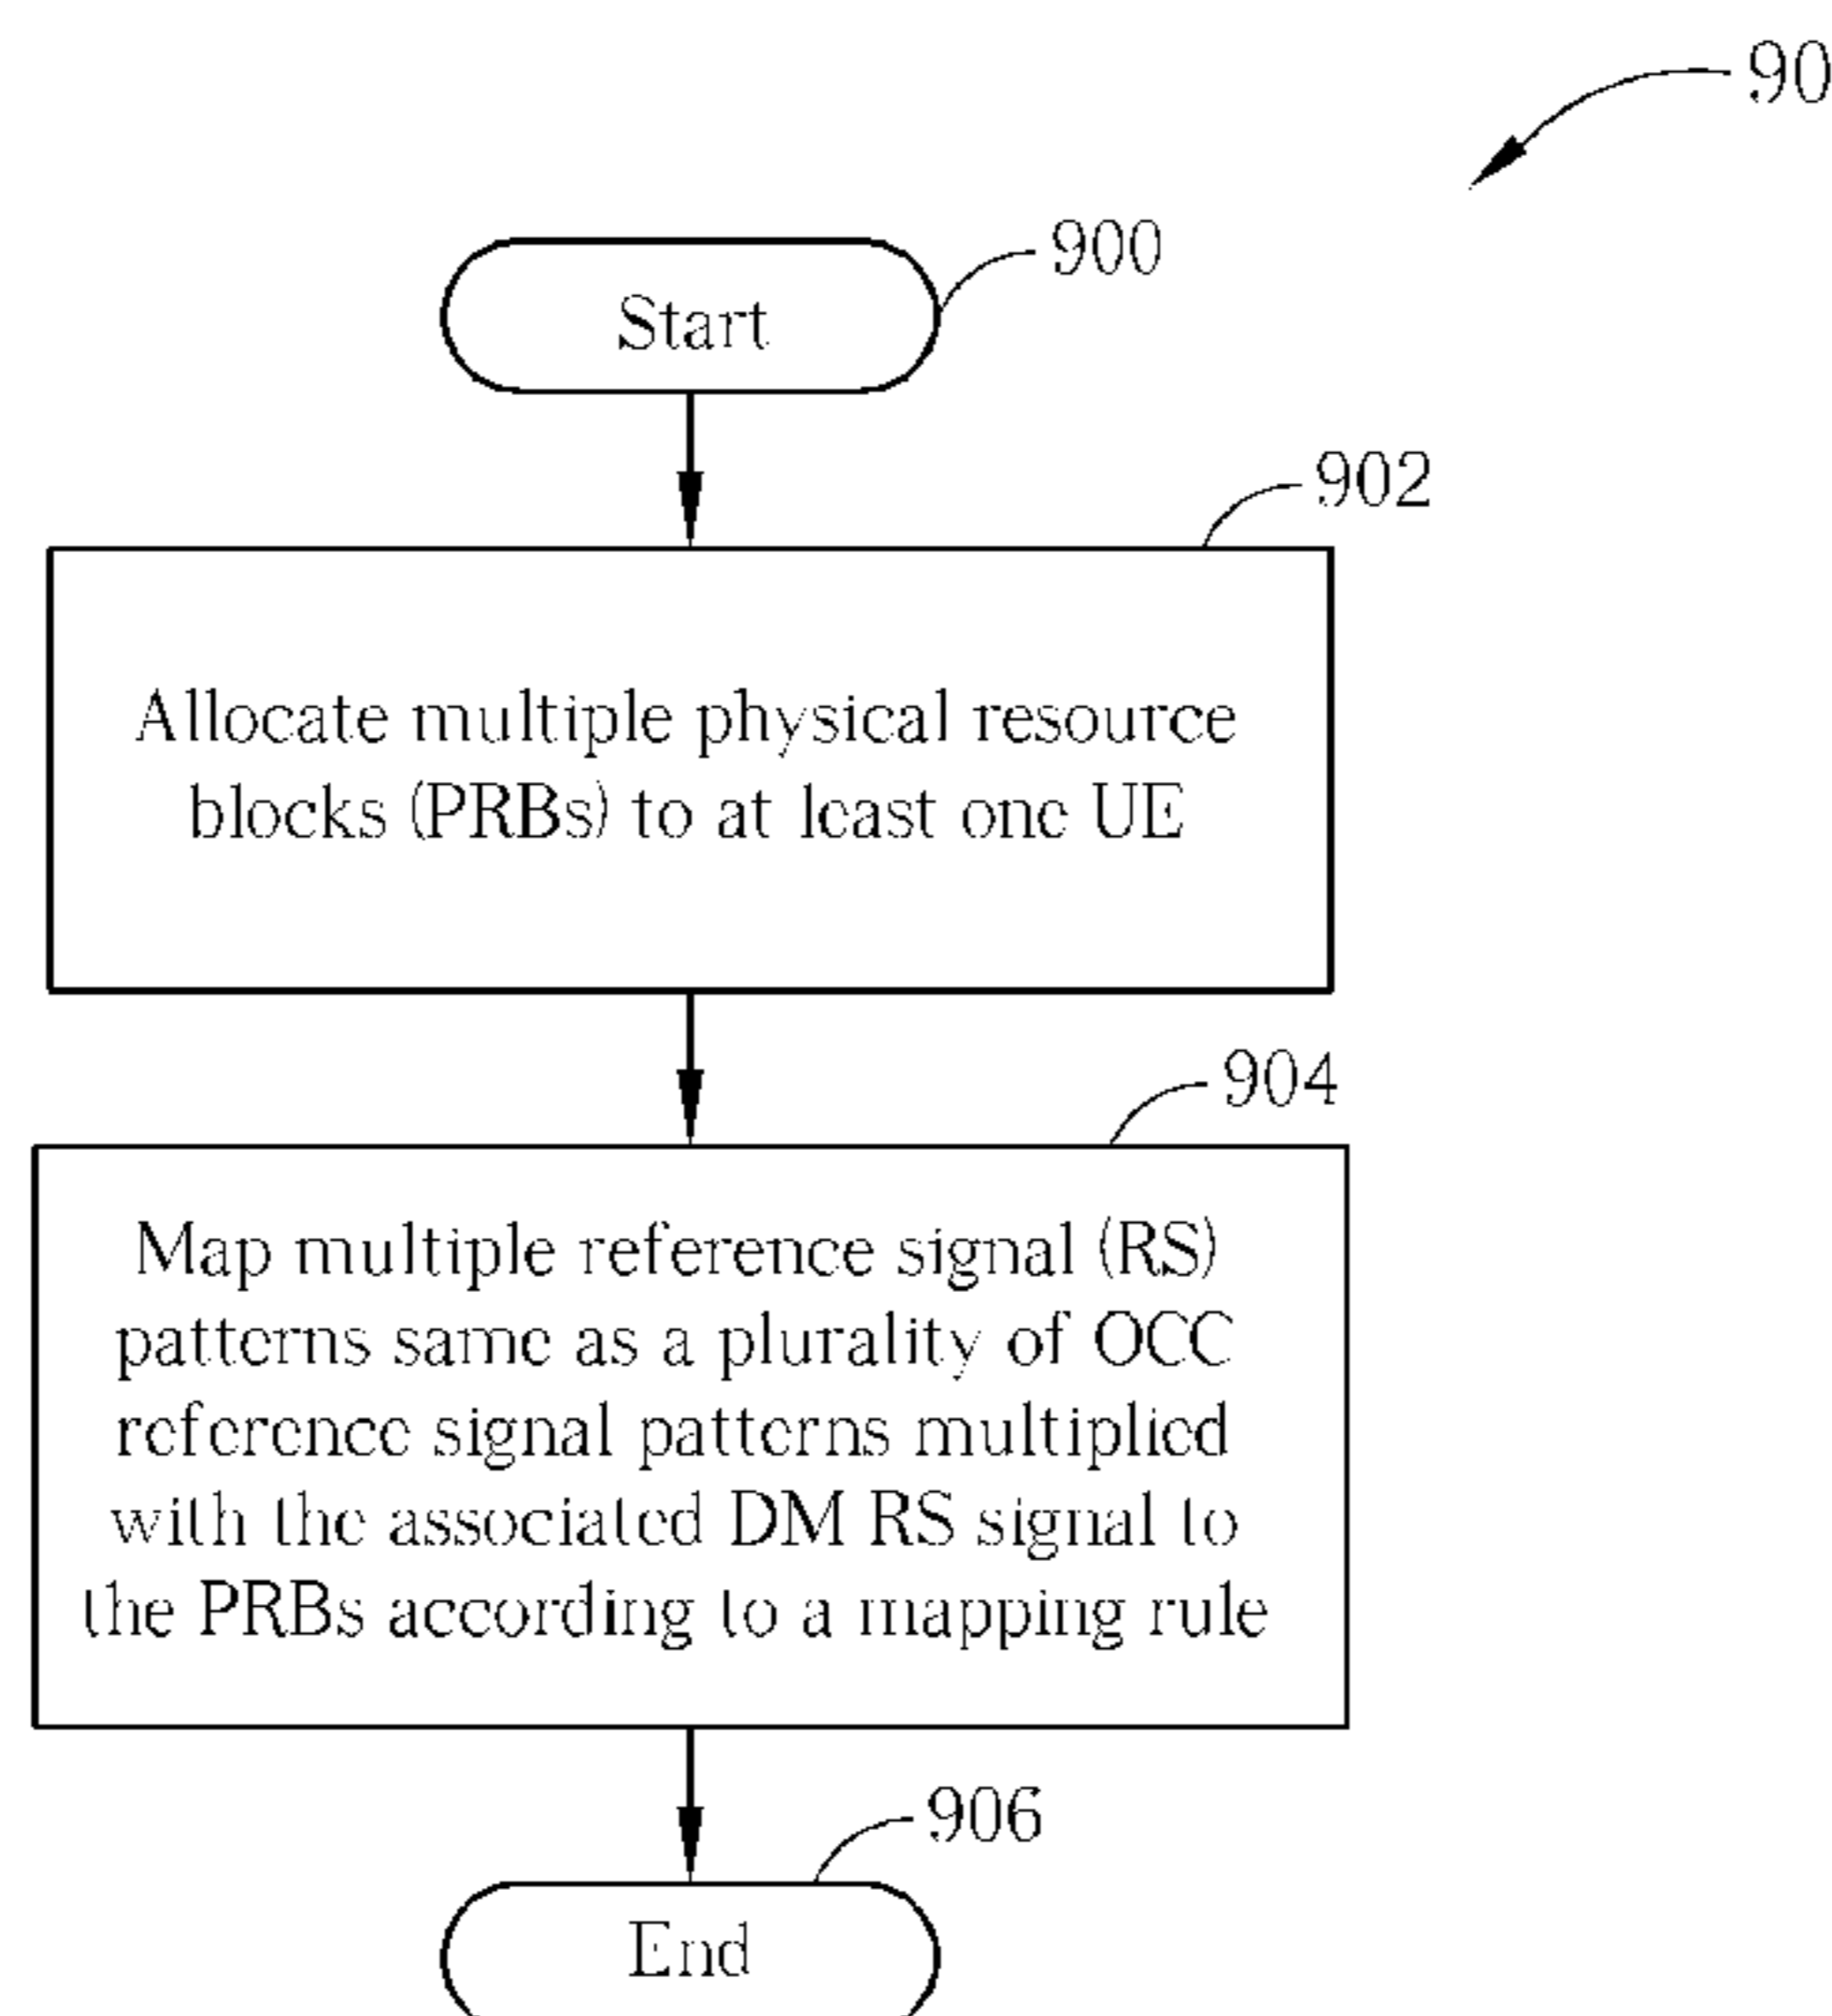 90
900
Start
902
Allocate multiple physical resource
blocks (PRBs) to at least one UE
904
Map multiple reference signal (RS)
patterns same as a plurality of OCC
reference signal patterns multiplied
with the associated DM RS signal to
the PRBs according to a mapping rule
906
End